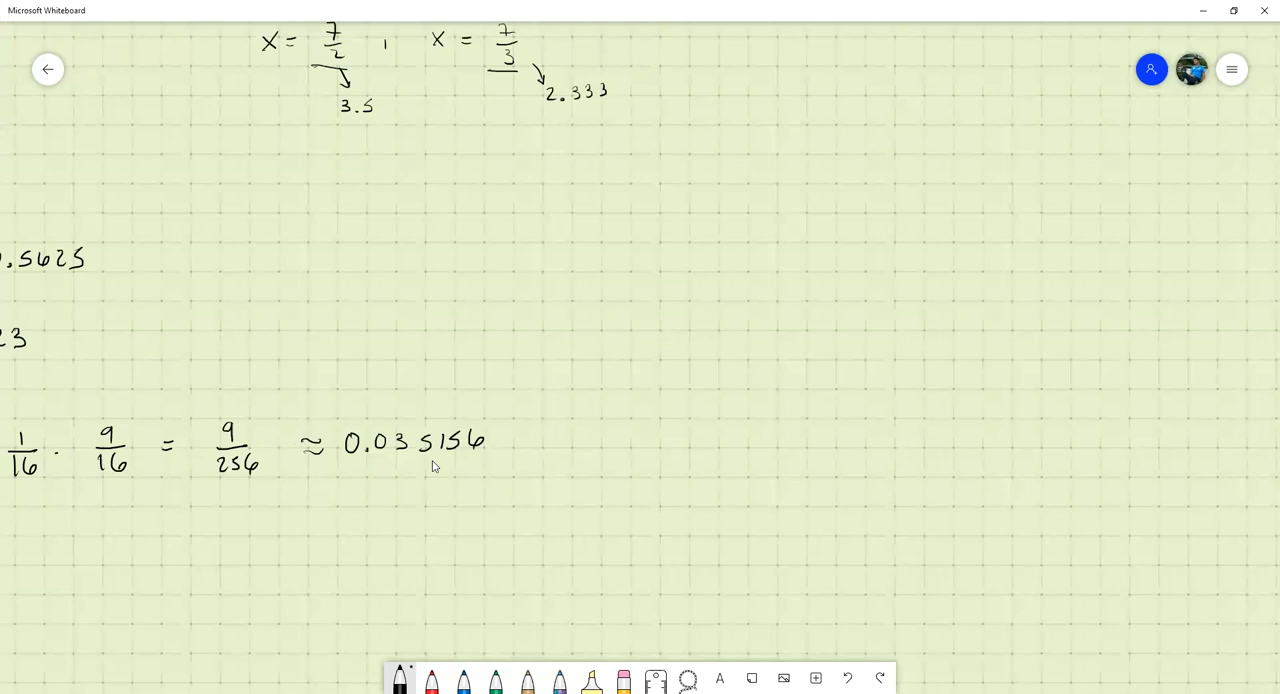 Microsoft Whiteboard
x = 7/2 , x = 7/3
3.5
2.333
.5625
23
1/16 · 9/16 = 9/256 ≈ 0.035156
A